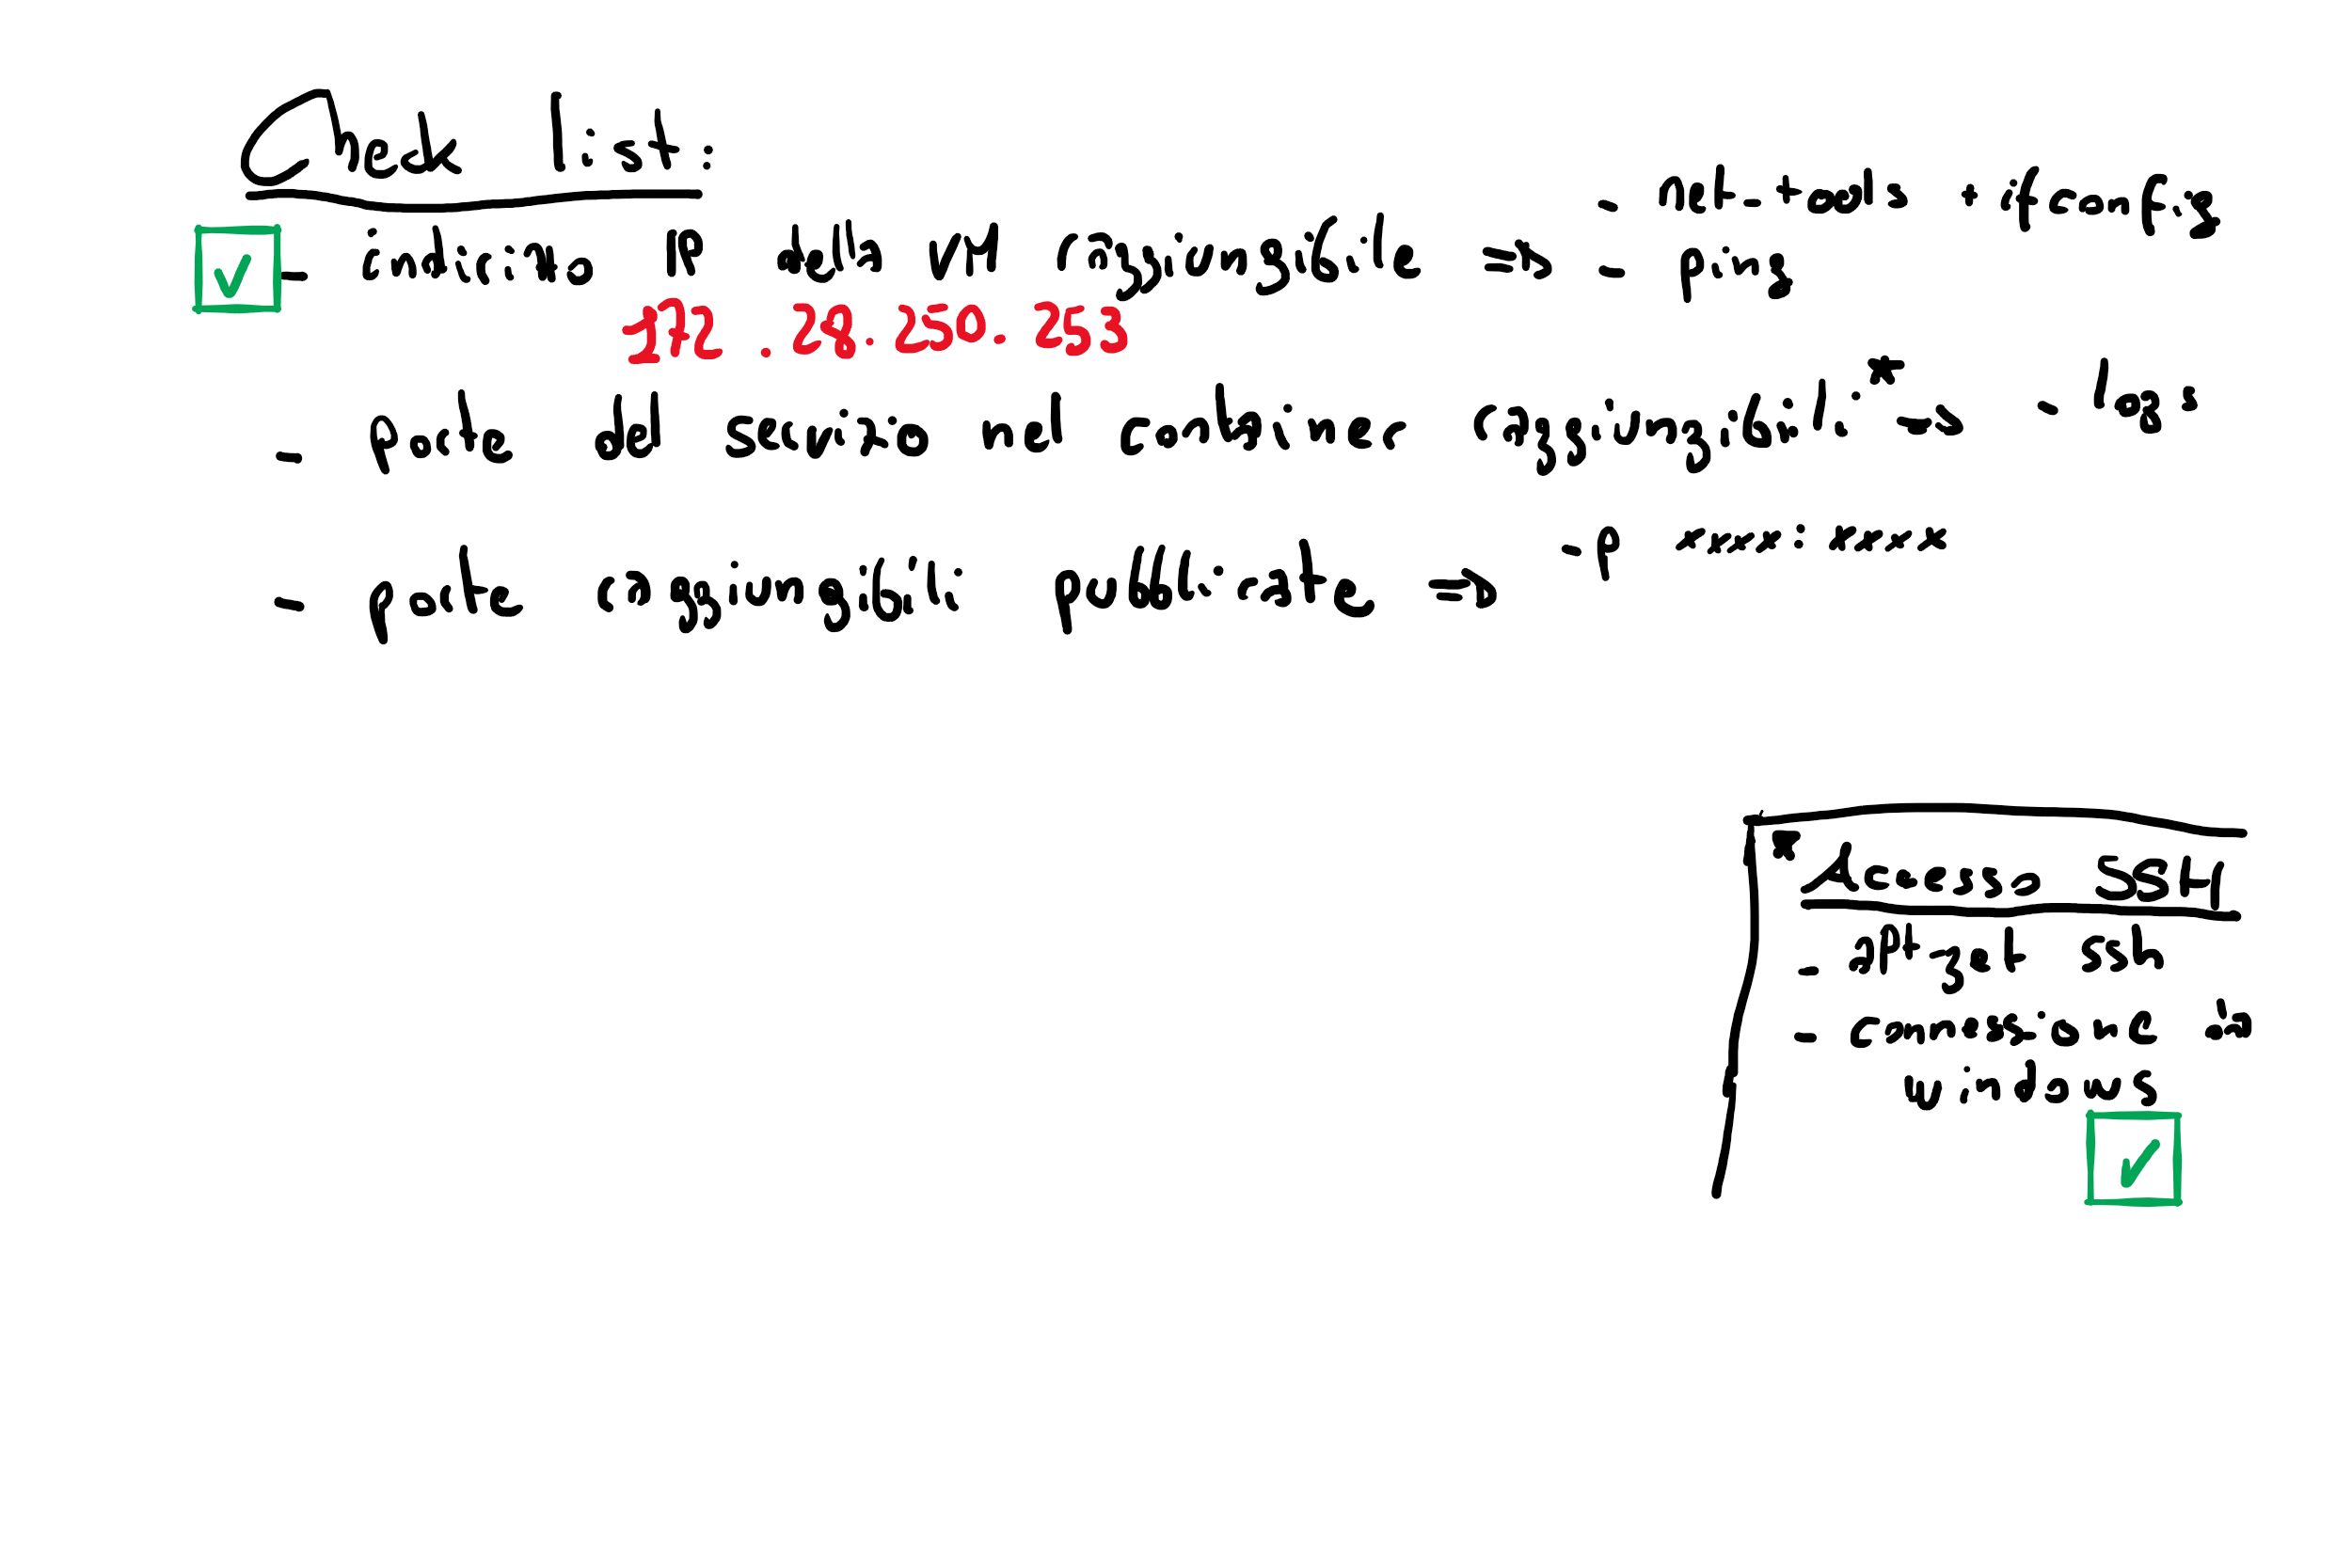 Check list:
- net-tools + ifconfig
- indirizzo IP della VM raggiungibile => - ping
172.28.250.253
- porte del servizio nel container raggiungibili* => - logs
-p xxxx:xxxx
- porte raggiungibili pubblicate =>
* Accesso SSH
- apt-get ssh
- connessione da
windows